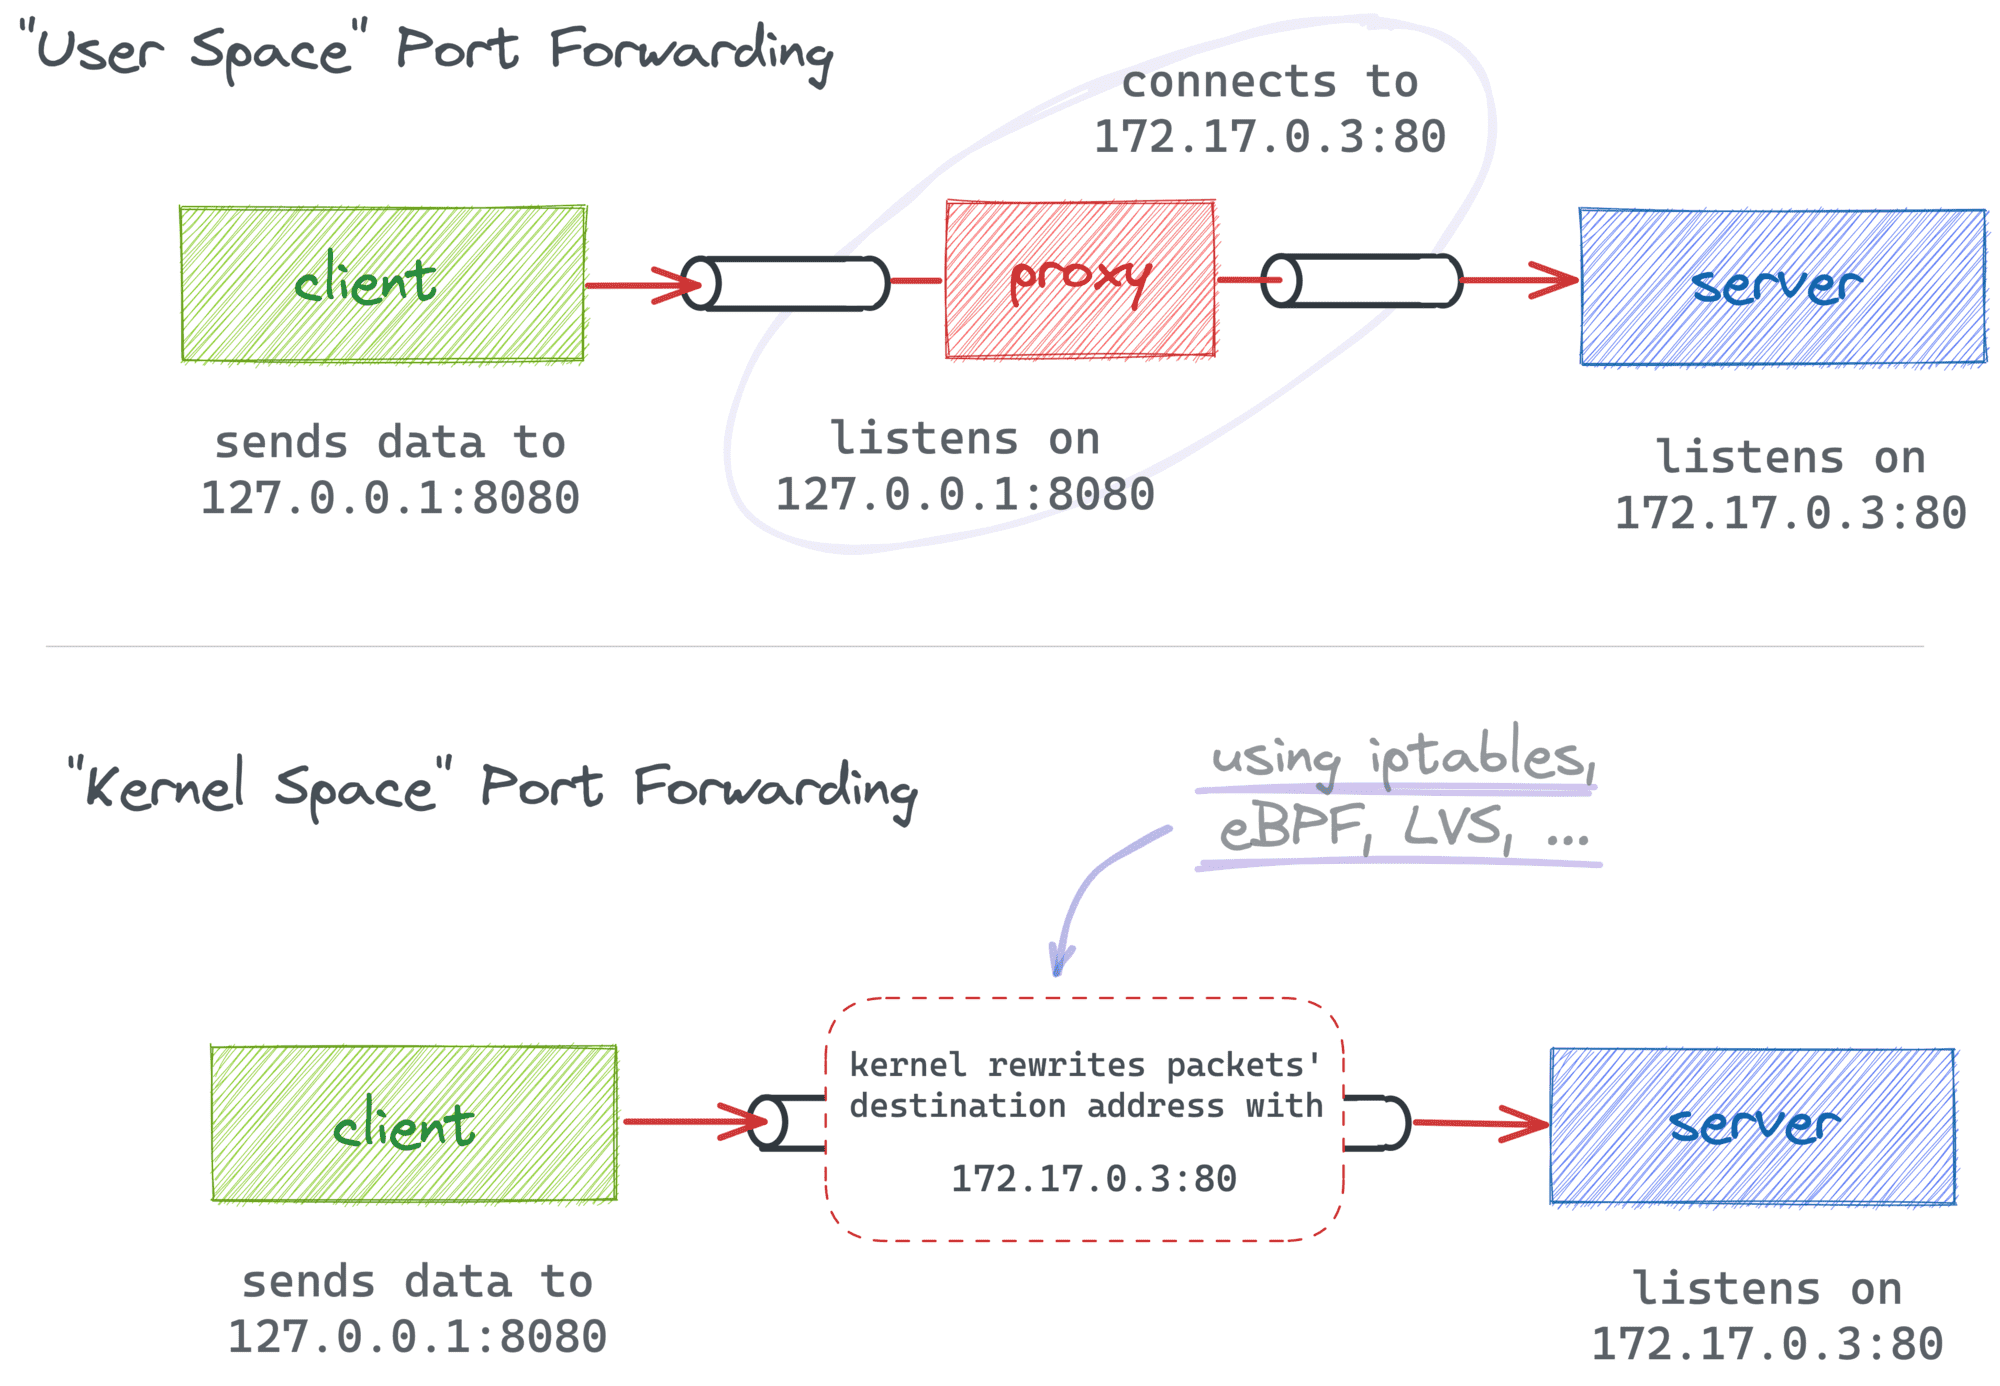 "User Space" Port Forwarding
connects to
172.17.0.3:80
client
proxy
server
sends data to
127.0.0.1:8080
listens on
127.0.0.1:8080
listens on
172.17.0.3:80
"Kernel Space" Port Forwarding
using iptables,
eBPF, LVS, ...
client
kernel rewrites packets'
destination address with
172.17.0.3:80
server
sends data to
127.0.0.1:8080
listens on
172.17.0.3:80